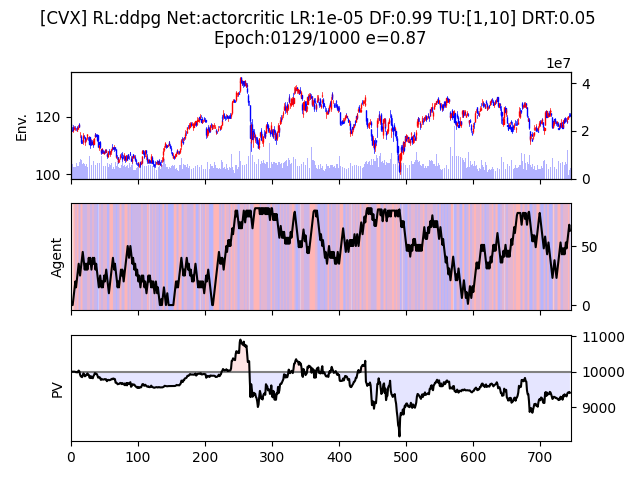 [CVX] RL:ddpg Net:actorcritic LR:1e-05 DF:0.99 TU:[1,10] DRT:0.05
Epoch:0129/1000 e=0.87
1e7
Env.
120
100
4
2
0
Agent
50
0
PV
11000
10000
9000
0 100 200 300 400 500 600 700